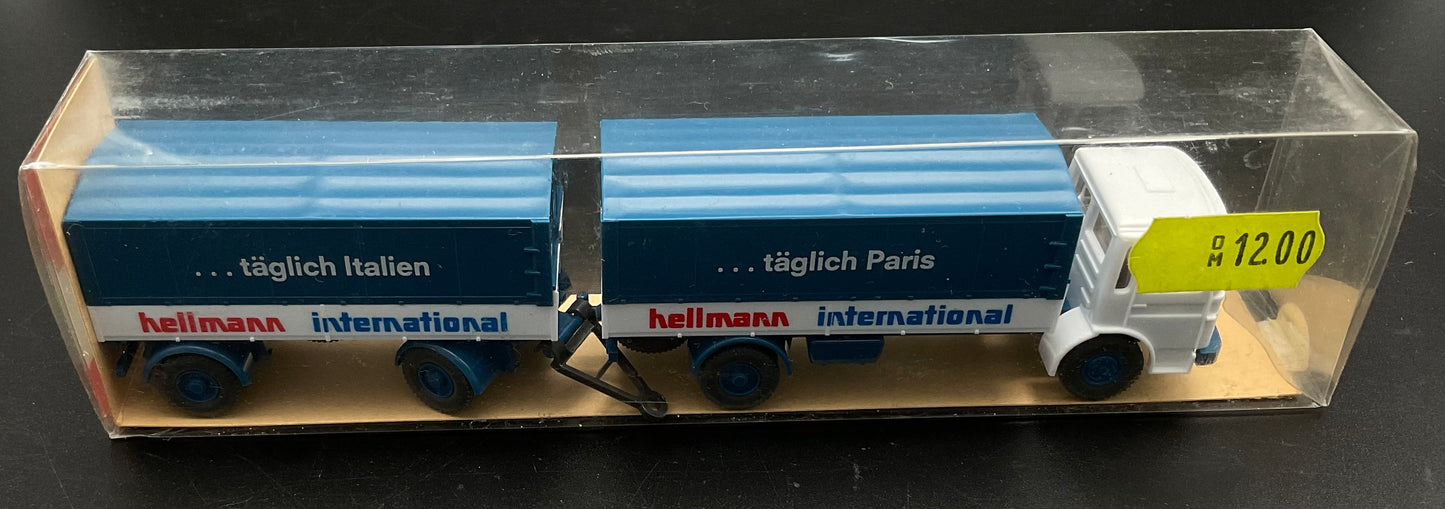 . . . täglich Italien
hellmann international
. . . täglich Paris
hellmann international
DM 12.00